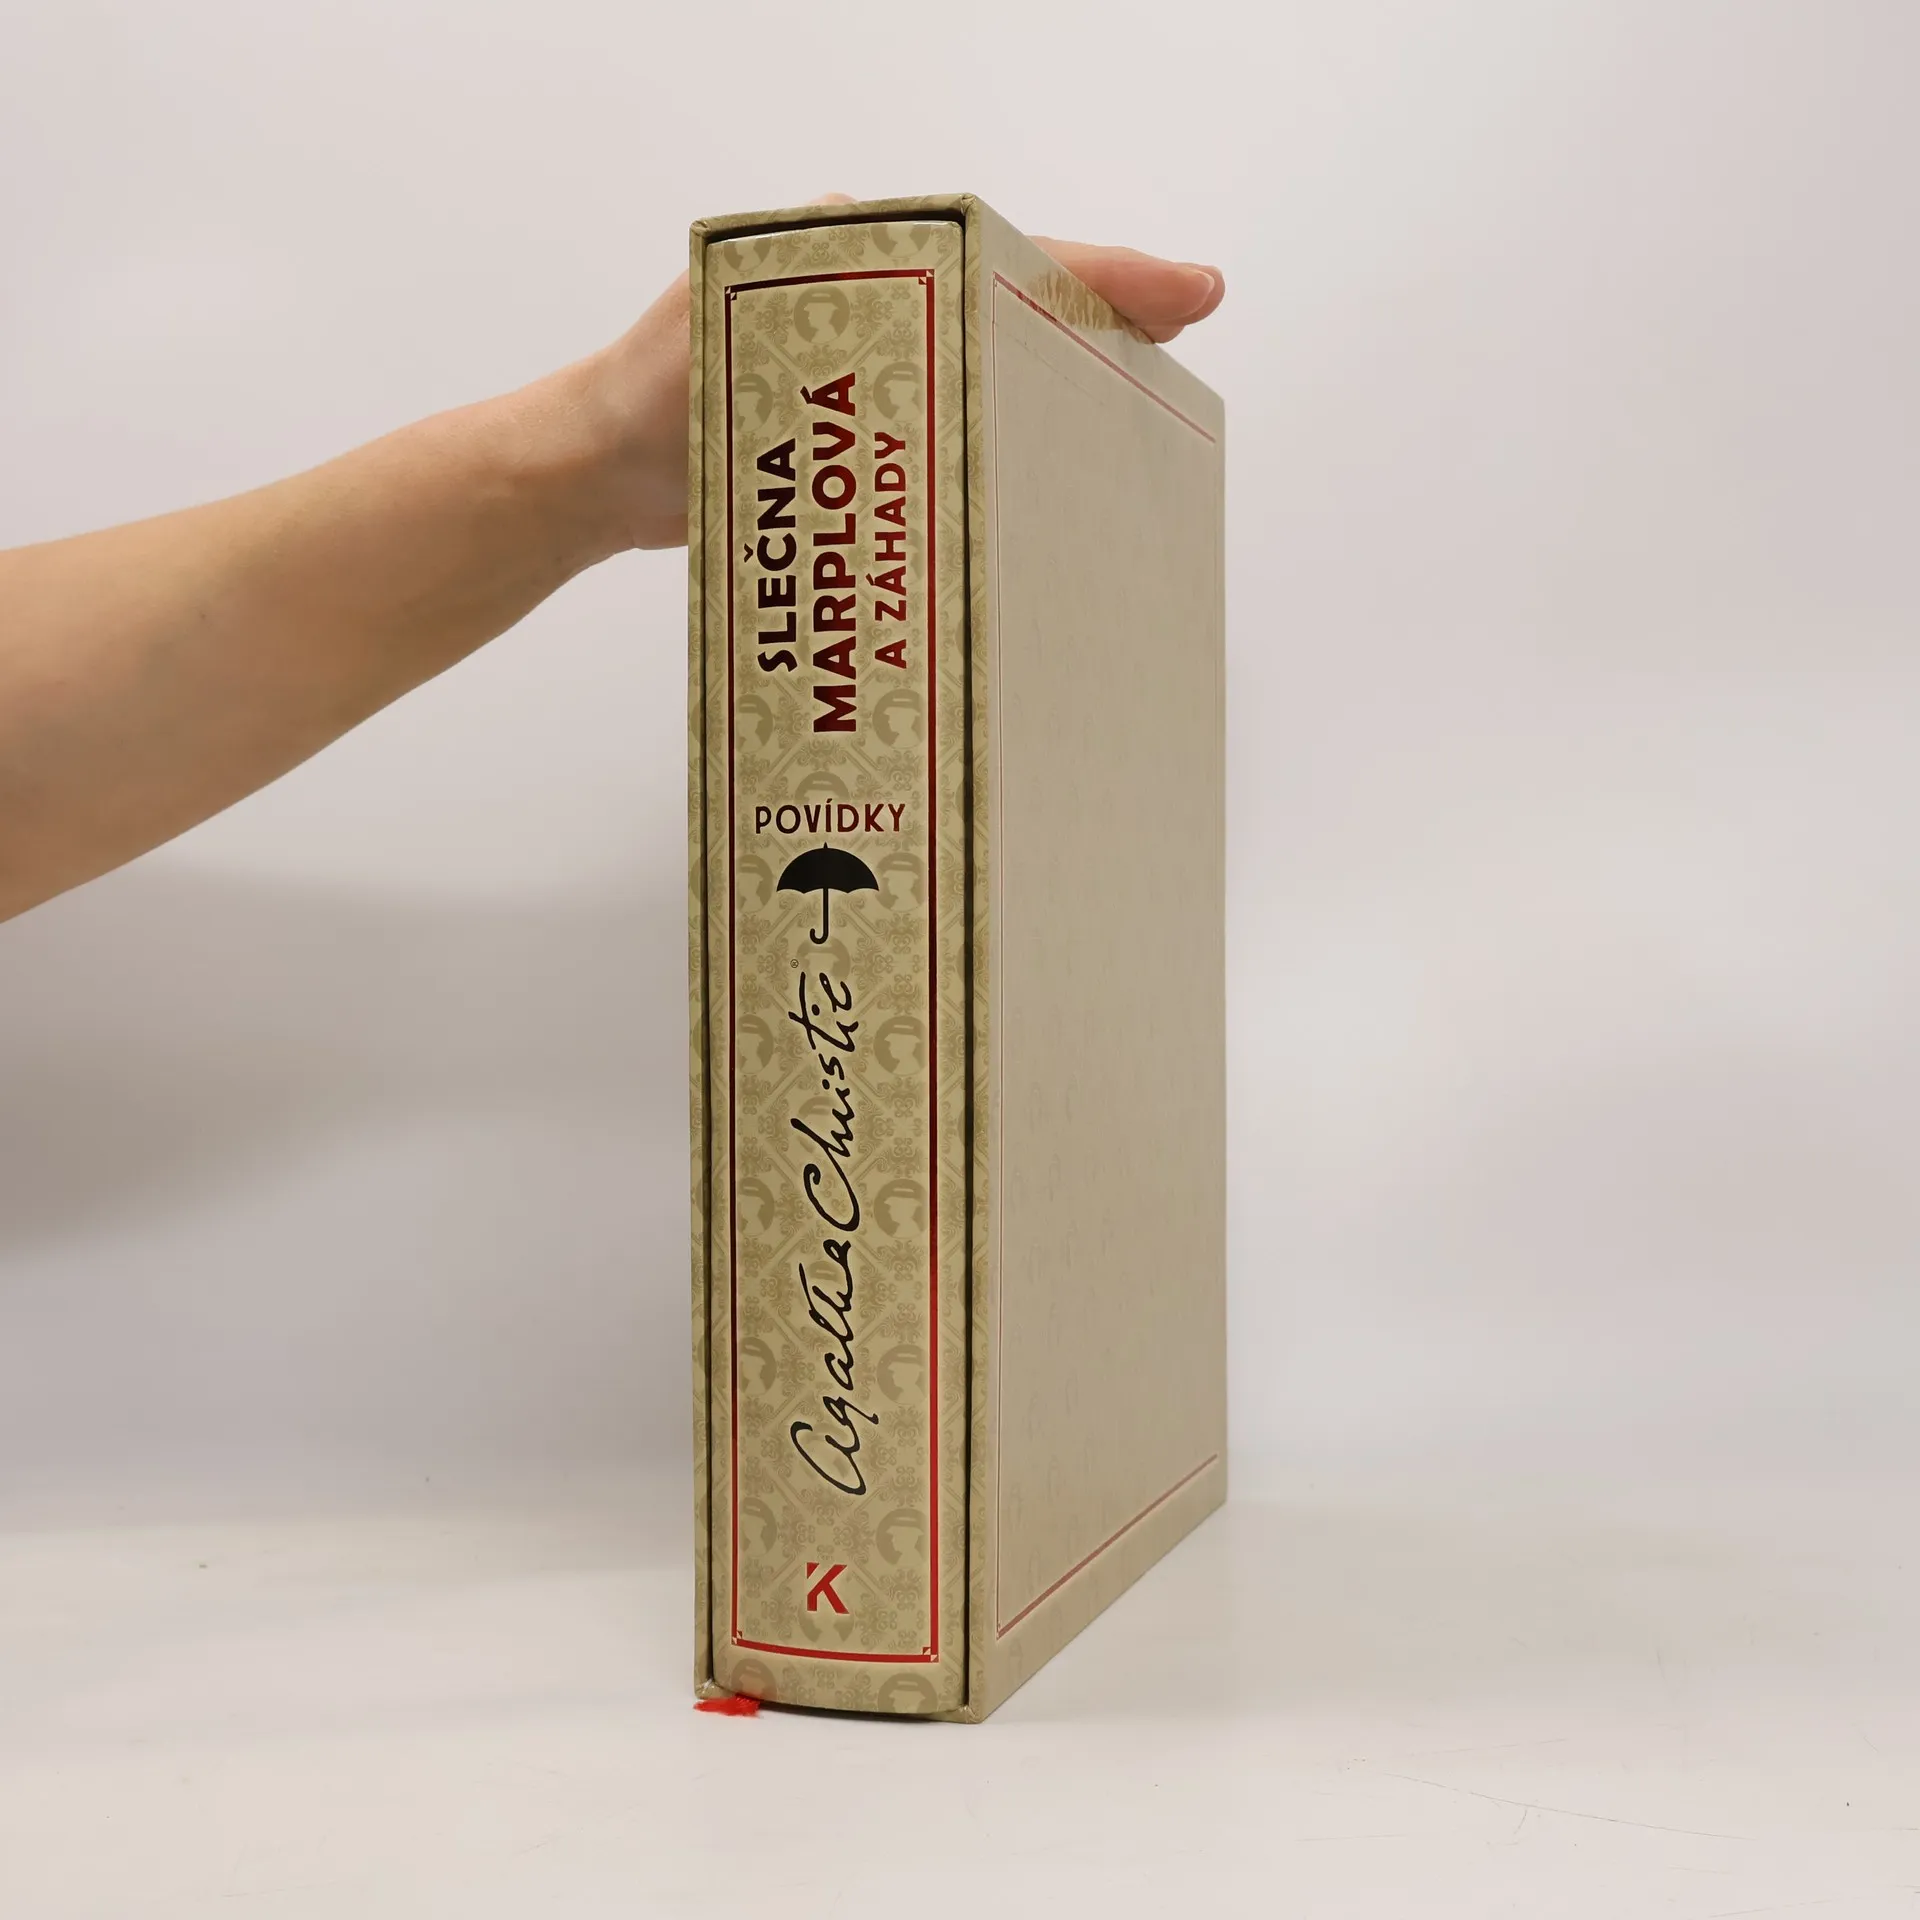 SLEČNA
MARPLOVÁ
A ZÁHADY
POVÍDKY
Agatha Christie®
K